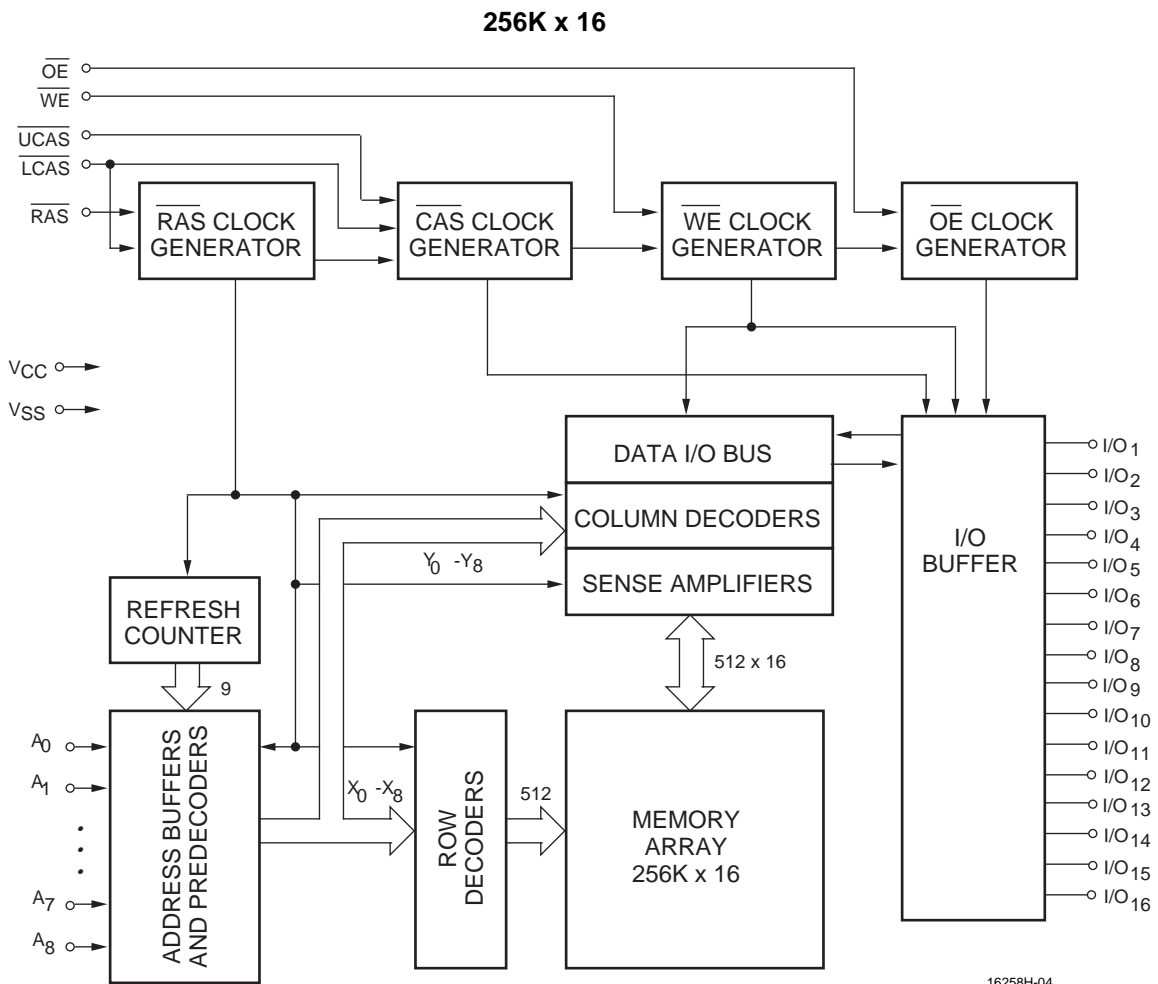 256K x 16
OE
WE
UCAS
LCAS
RAS
RAS CLOCK
GENERATOR
CAS CLOCK
GENERATOR
WE CLOCK
GENERATOR
OE CLOCK
GENERATOR
VCC
VSS
DATA I/O BUS
COLUMN DECODERS
SENSE AMPLIFIERS
Y0 -Y8
REFRESH
COUNTER
9
512 x 16
I/O
BUFFER
I/O1
I/O2
I/O3
I/O4
I/O5
I/O6
I/O7
I/O8
I/O9
I/O10
I/O11
I/O12
I/O13
I/O14
I/O15
I/O16
A0
A1
A7
A8
ADDRESS BUFFERS
AND PREDECODERS
X0 -X8
ROW
DECODERS
512
MEMORY
ARRAY
256K x 16
16258H-04